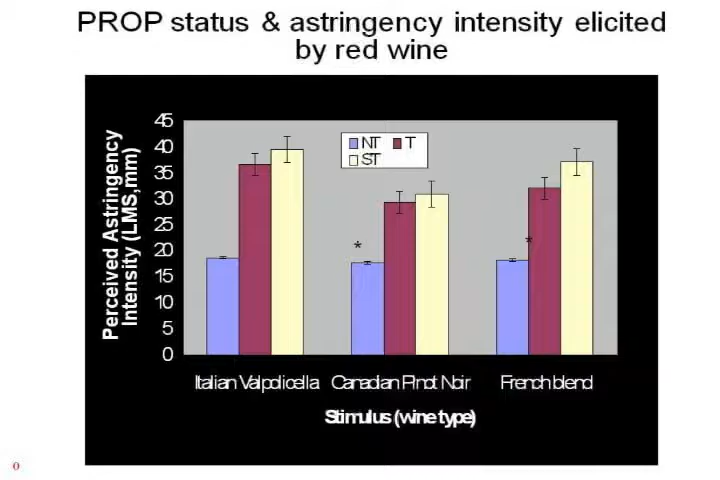 PROP status & astringency intensity elicited
by red wine
Perceived Astringency
Intensity (LMS,mm)
45
40
35
30
25
20
15
10
5
0
NT T
ST
*
*
Italian Valpolicella Canadian Pinot Noir French blend
Stimulus (wine type)
0